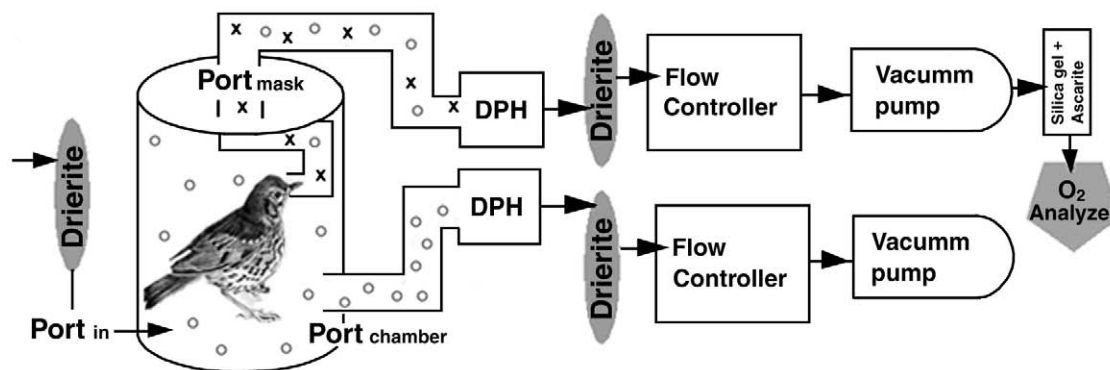 Port mask
x x x x x x x x
Drierite
Port in
Port chamber
DPH
Drierite
Flow
Controller
Vacumm
pump
Silica gel +
Ascarite
O2
Analyze
DPH
Drierite
Flow
Controller
Vacumm
pump